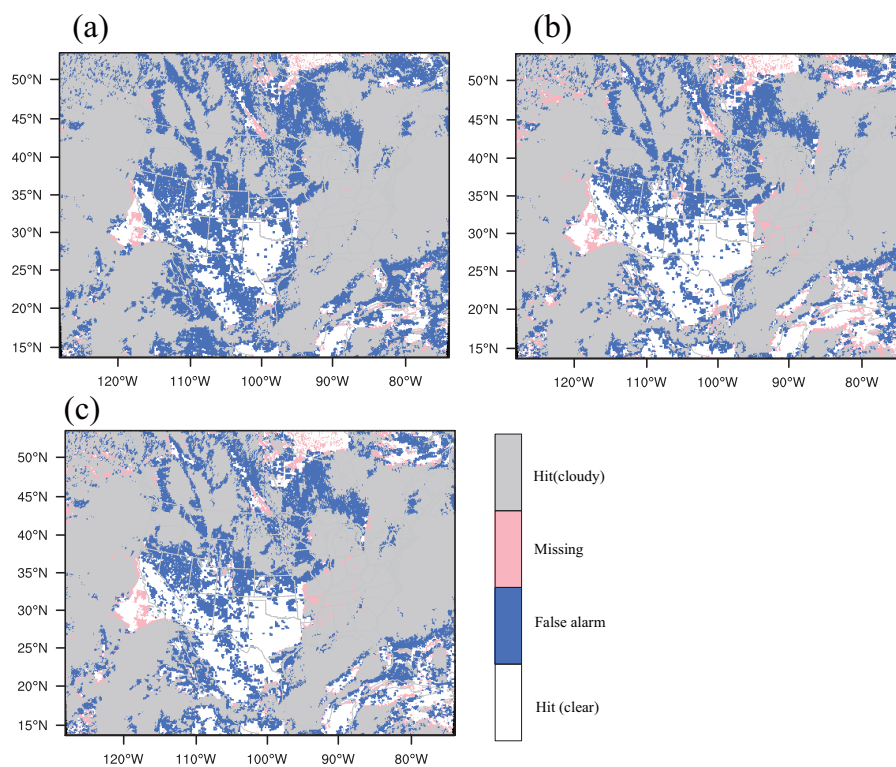 (a)
50°N
45°N
40°N
35°N
30°N
25°N
20°N
15°N
120°W 110°W 100°W 90°W 80°W
(b)
50°N
45°N
40°N
35°N
30°N
25°N
20°N
15°N
120°W 110°W 100°W 90°W 80°W
(c)
50°N
45°N
40°N
35°N
30°N
25°N
20°N
15°N
120°W 110°W 100°W 90°W 80°W
Hit(cloudy)
Missing
False alarm
Hit (clear)